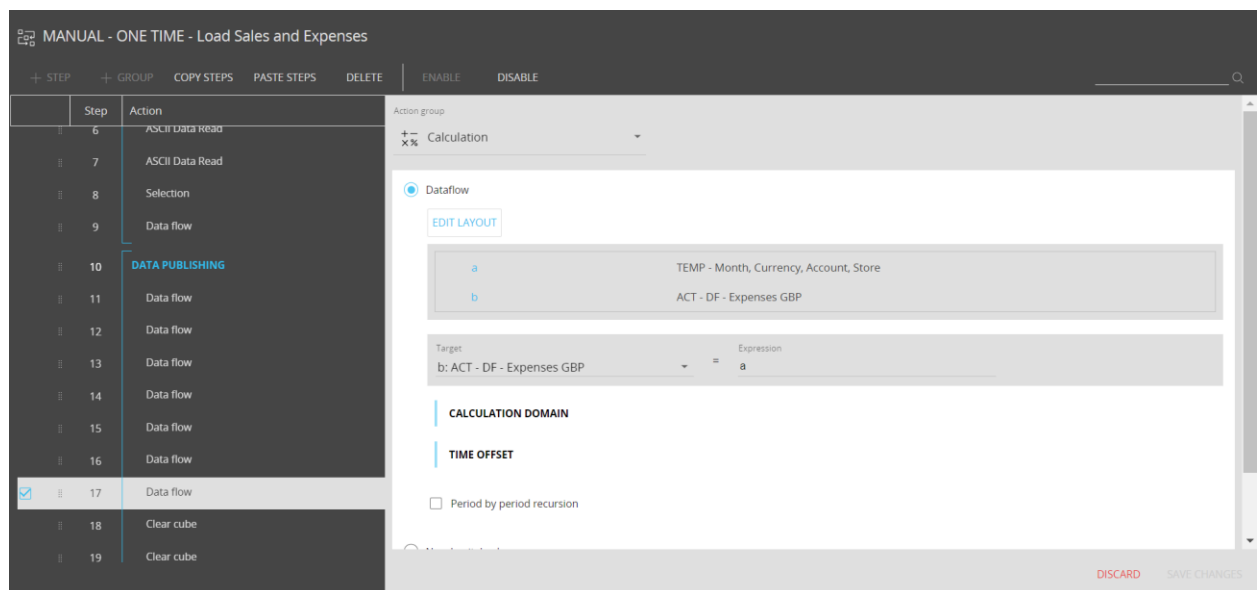 MANUAL - ONE TIME - Load Sales and Expenses
+ STEP + GROUP COPY STEPS PASTE STEPS DELETE ENABLE DISABLE
Step Action
6 ASCII Data Read
7 ASCII Data Read
8 Selection
9 Data flow
10 DATA PUBLISHING
11 Data flow
12 Data flow
13 Data flow
14 Data flow
15 Data flow
16 Data flow
17 Data flow
18 Clear cube
19 Clear cube
Action group
Calculation
Dataflow
EDIT LAYOUT
a TEMP - Month, Currency, Account, Store
b ACT - DF - Expenses GBP
Target Expression
b: ACT - DF - Expenses GBP = a
CALCULATION DOMAIN
TIME OFFSET
Period by period recursion
DISCARD SAVE CHANGES